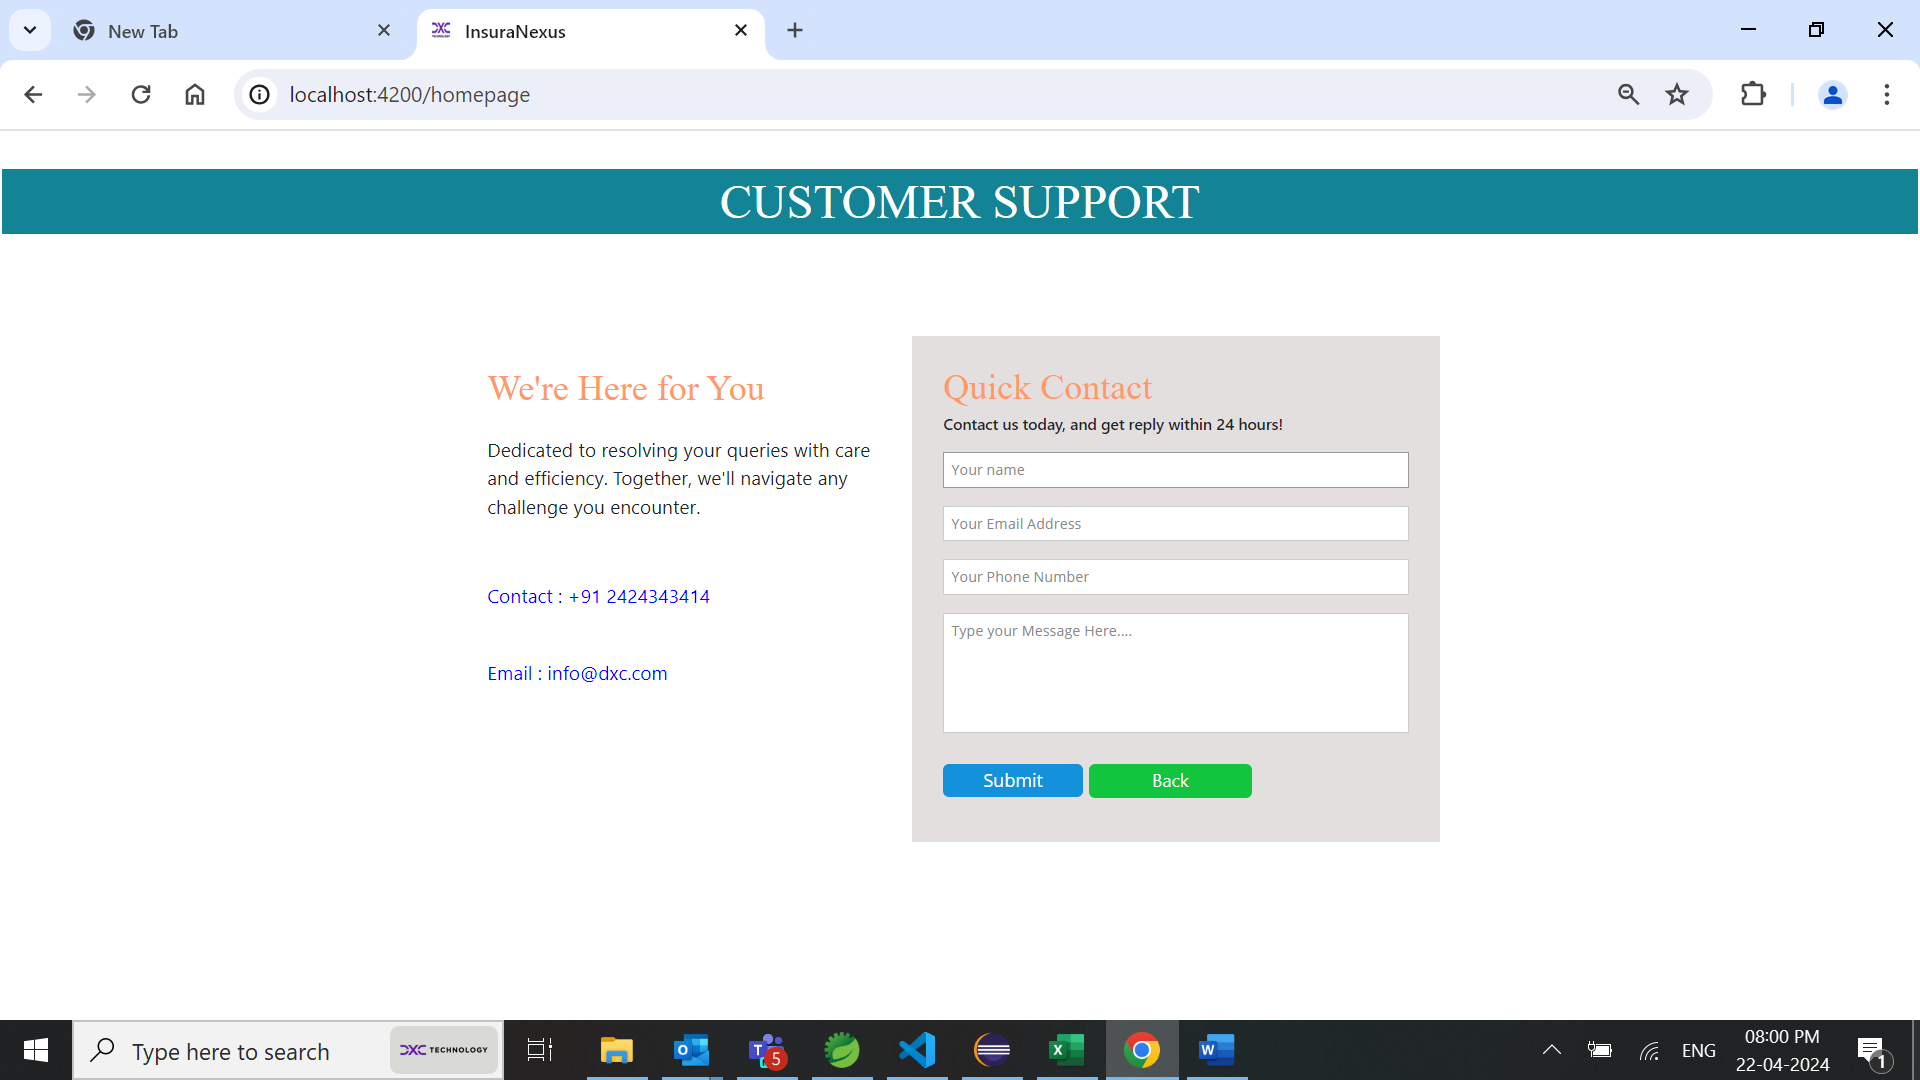 New Tab
InsuraNexus
localhost:4200/homepage
CUSTOMER SUPPORT
We're Here for You
Dedicated to resolving your queries with care
and efficiency. Together, we'll navigate any
challenge you encounter.
Contact : +91 2424343414
Email : info@dxc.com
Quick Contact
Contact us today, and get reply within 24 hours!
Your name
Your Email Address
Your Phone Number
Type your Message Here....
Submit
Back
Type here to search
DXC TECHNOLOGY
5
ENG
08:00 PM
22-04-2024
1